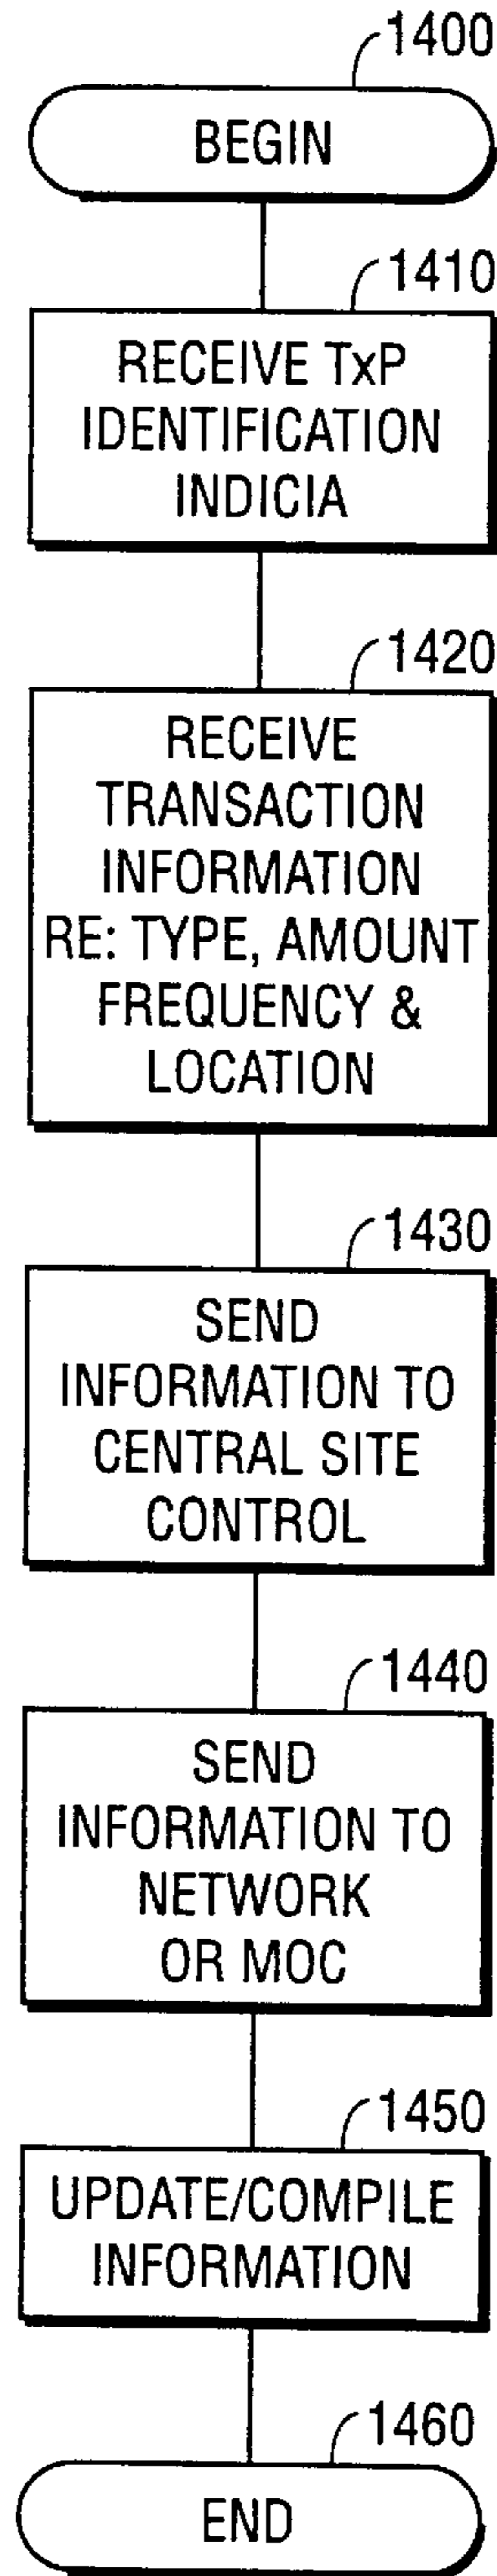 1400
BEGIN
1410
RECEIVE TxP
IDENTIFICATION
INDICIA
1420
RECEIVE
TRANSACTION
INFORMATION
RE: TYPE, AMOUNT
FREQUENCY &
LOCATION
1430
SEND
INFORMATION TO
CENTRAL SITE
CONTROL
1440
SEND
INFORMATION TO
NETWORK
OR MOC
1450
UPDATE/COMPILE
INFORMATION
1460
END